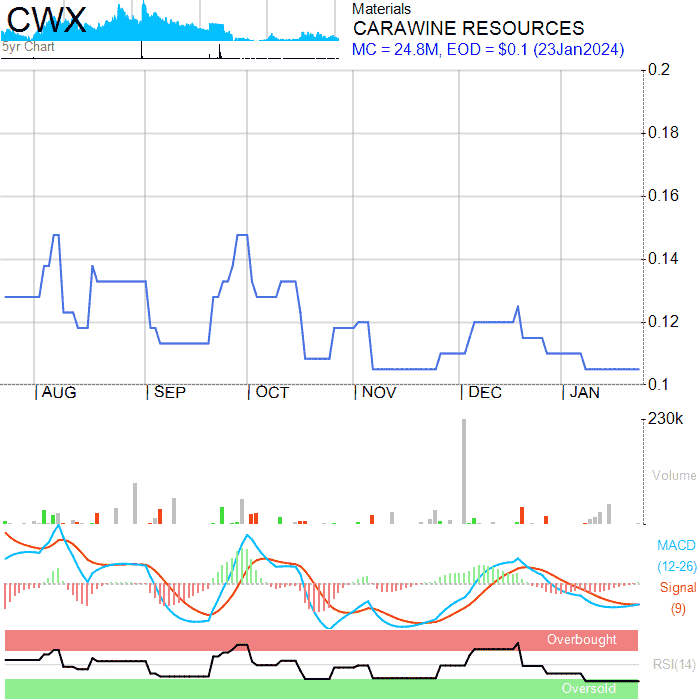 CWX
5yr Chart
Materials
CARAWINE RESOURCES
MC = 24.8M, EOD = $0.1 (23Jan2024)
0.2
0.18
0.16
0.14
0.12
0.1
AUG SEP OCT NOV DEC JAN
230k
Volume
MACD
(12-26)
Signal
(9)
Overbought
RSI(14)
Oversold